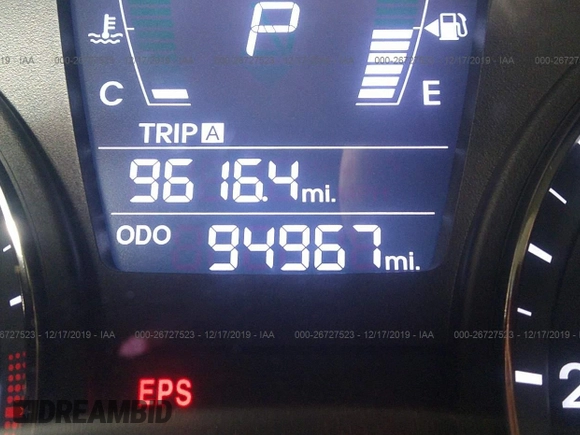 P
C
E
TRIP A
9616.4 mi.
ODO 94967 mi.
000-26727523 - 12/17/2019 - IAA
000-26727523 - 12/17/2019 - IAA
EPS
2
DREAMBID